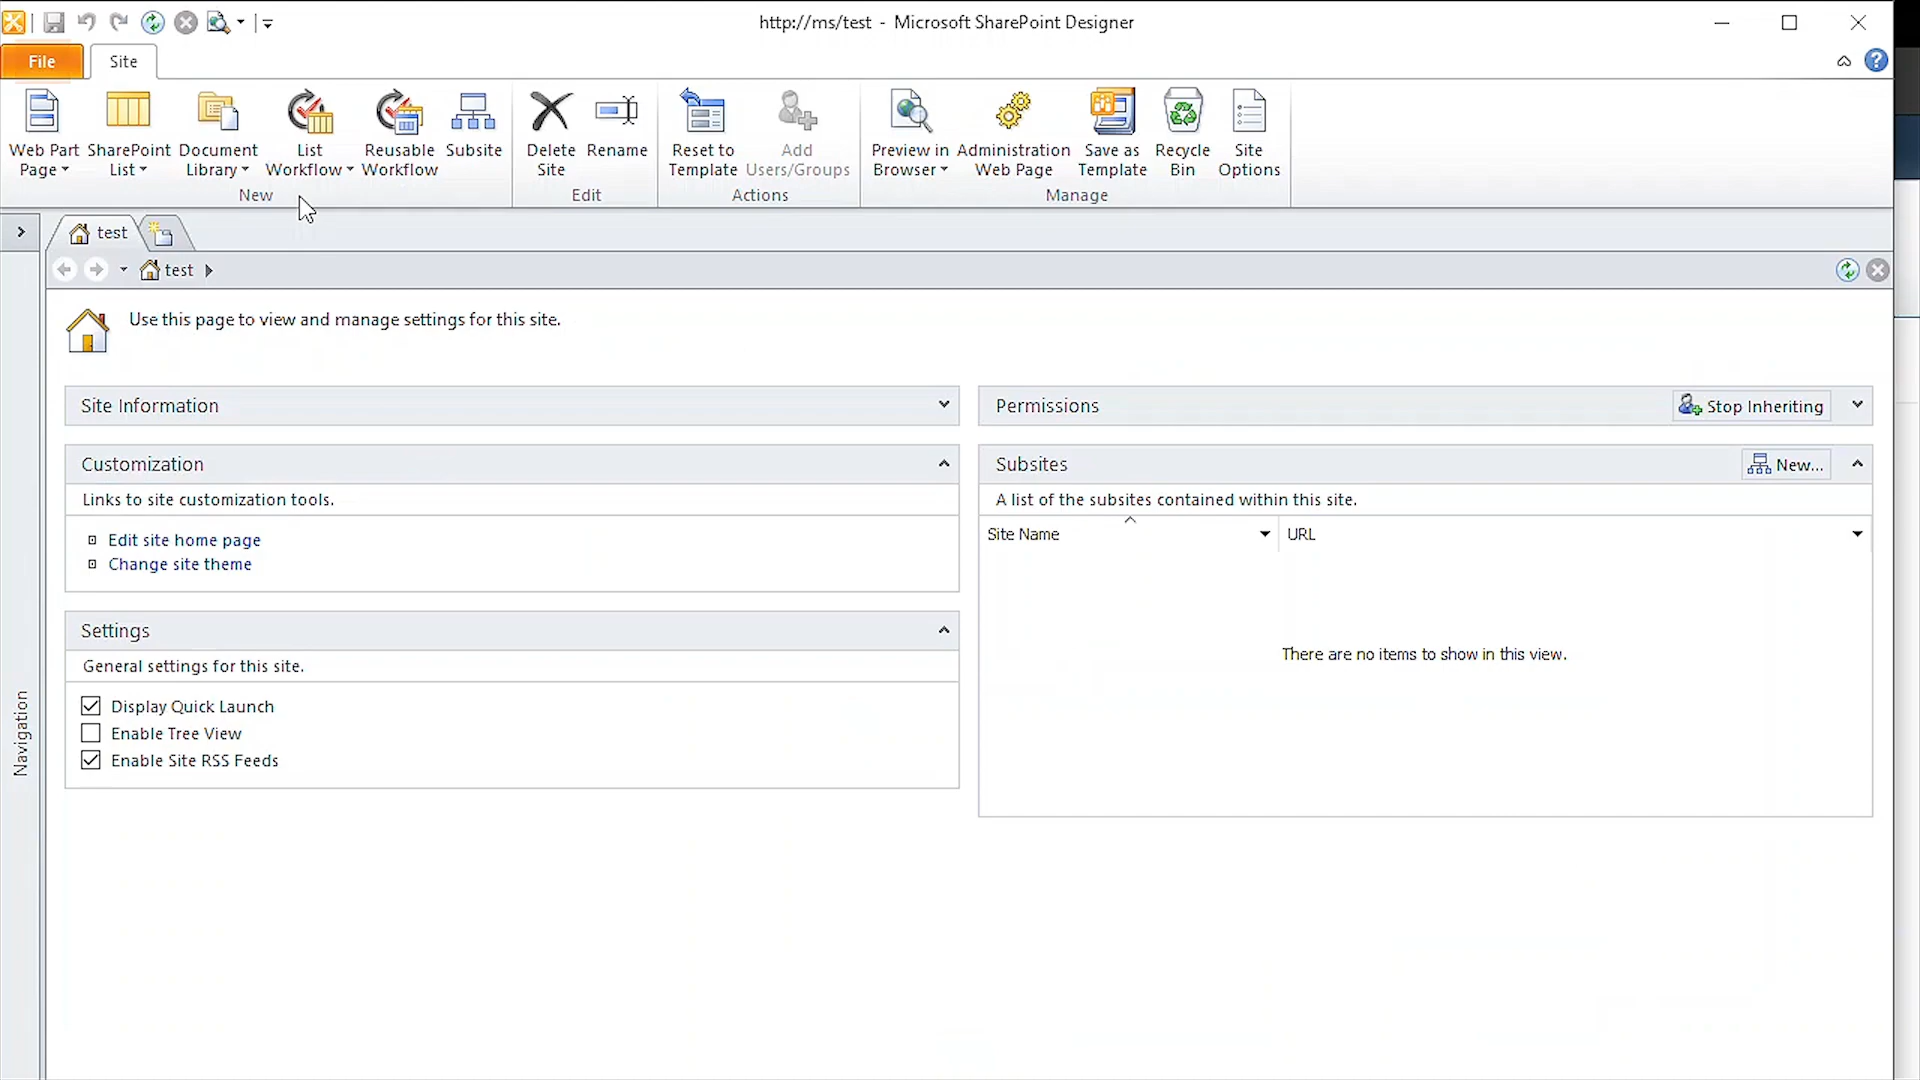 http://ms/test - Microsoft SharePoint Designer
File
Site
Web Part
Page
SharePoint
List
Document
Library
List
Workflow
Reusable
Workflow
Subsite
New
Delete
Site
Rename
Edit
Reset to
Template
Add
Users/Groups
Actions
Preview in
Browser
Administration
Web Page
Save as
Template
Recycle
Bin
Site
Options
Manage
test
test
Navigation
Use this page to view and manage settings for this site.
Site Information
Customization
Links to site customization tools.
Edit site home page
Change site theme
Settings
General settings for this site.
Display Quick Launch
Enable Tree View
Enable Site RSS Feeds
Permissions
Stop Inheriting
Subsites
New...
A list of the subsites contained within this site.
Site Name
URL
There are no items to show in this view.